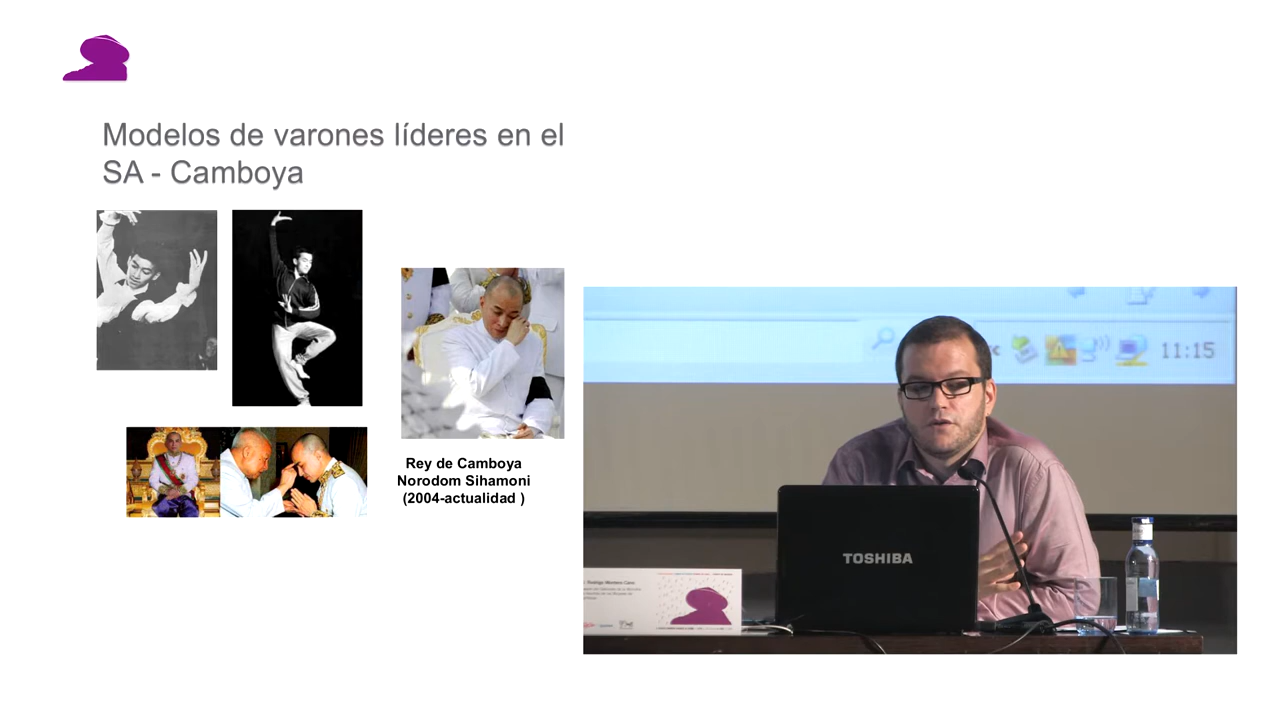 Modelos de varones líderes en el
SA - Camboya
Rey de Camboya
Norodom Sihamoni
(2004-actualidad )
11:15
TOSHIBA